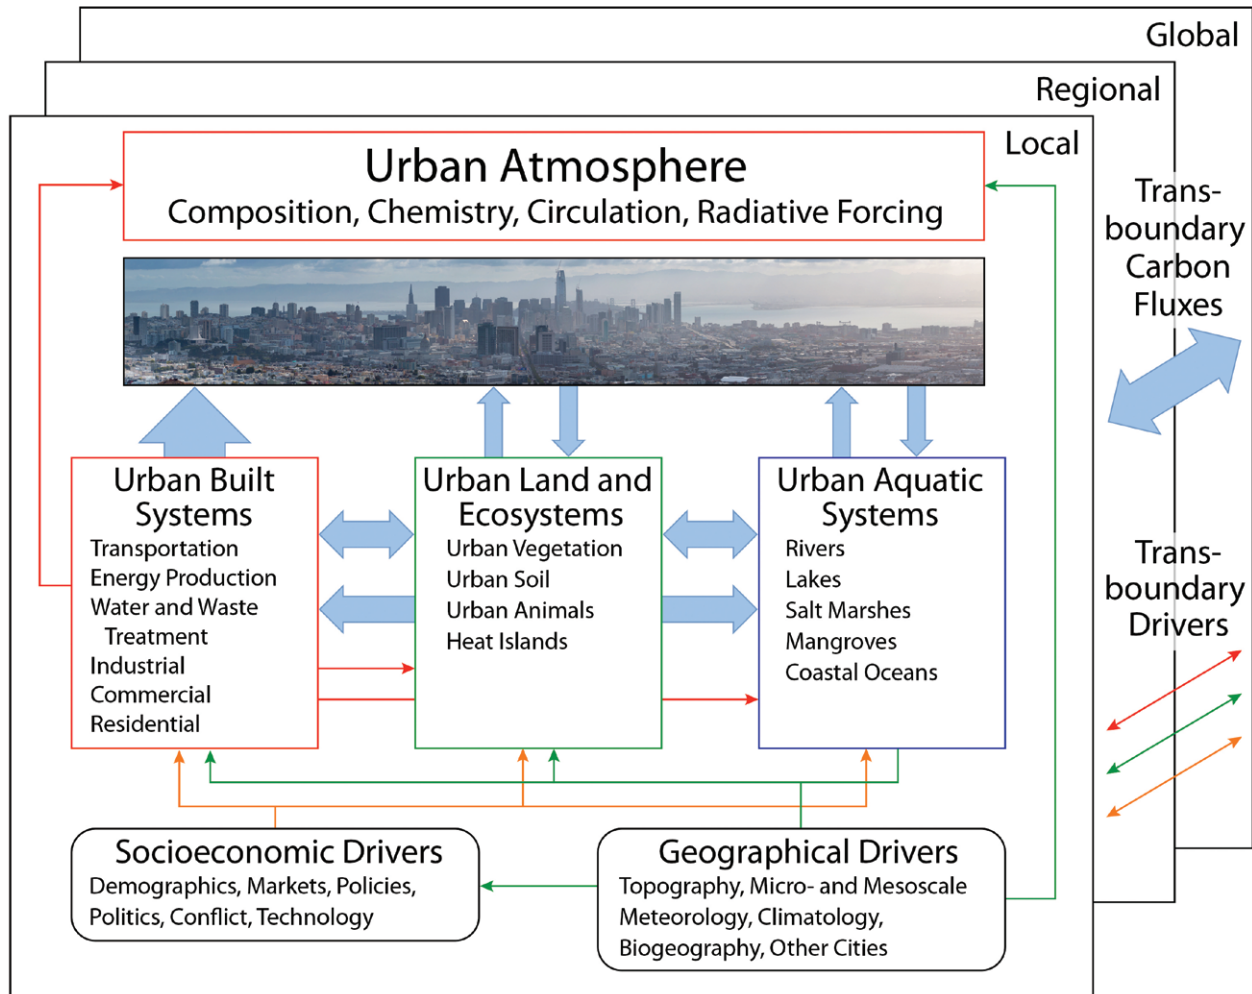 Global
Regional
Local
Urban Atmosphere
Composition, Chemistry, Circulation, Radiative Forcing
Trans-
boundary
Carbon
Fluxes
Urban Built
Systems
Transportation
Energy Production
Water and Waste
Treatment
Industrial
Commercial
Residential
Urban Land and
Ecosystems
Urban Vegetation
Urban Soil
Urban Animals
Heat Islands
Urban Aquatic
Systems
Rivers
Lakes
Salt Marshes
Mangroves
Coastal Oceans
Trans-
boundary
Drivers
Socioeconomic Drivers
Demographics, Markets, Policies,
Politics, Conflict, Technology
Geographical Drivers
Topography, Micro- and Mesoscale
Meteorology, Climatology,
Biogeography, Other Cities